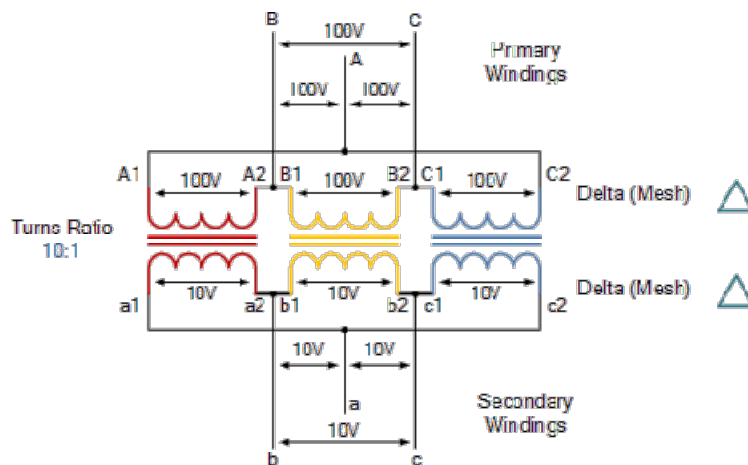 B C
100V
A
Primary
Windings
100V 100V
A1 A2 B1 B2 C1 C2
100V 100V 100V
Delta (Mesh)
Turns Ratio
10:1
10V 10V 10V
Delta (Mesh)
a1 a2 b1 b2 c1 c2
10V 10V
a
Secondary
Windings
10V
b c